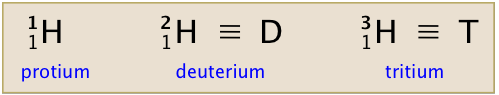 ¹₁H ²₁H ≡ D ³₁H ≡ T
protium deuterium tritium